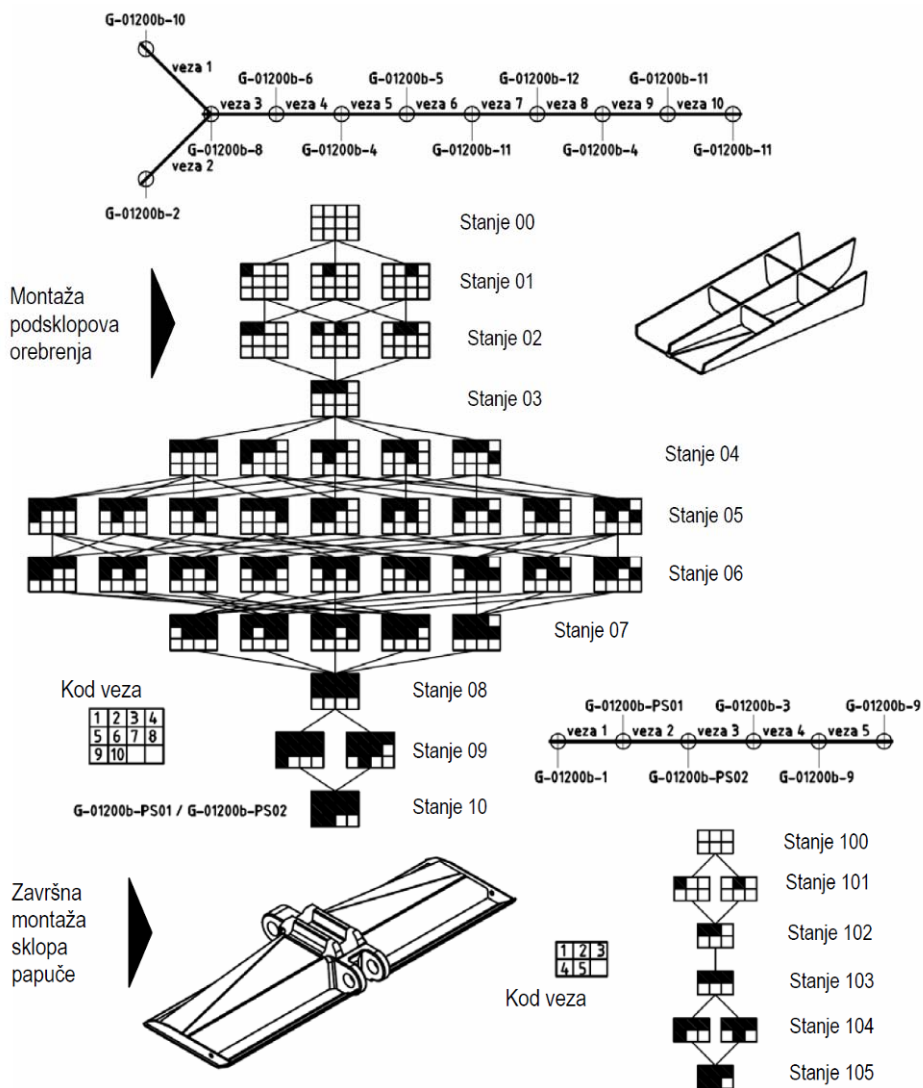 G-01200b-10
veza 1
G-01200b-6
G-01200b-5
G-01200b-12
G-01200b-11
veza 3
veza 4
veza 5
veza 6
veza 7
veza 8
veza 9
veza 10
G-01200b-8
G-01200b-4
G-01200b-11
G-01200b-4
G-01200b-11
veza 2
G-01200b-2
Stanje 00
Stanje 01
Montaža
podsklopova
orebrenja
Stanje 02
Stanje 03
Stanje 04
Stanje 05
Stanje 06
Stanje 07
Kod veza
1 2 3 4
5 6 7 8
9 10
Stanje 08
Stanje 09
Stanje 10
G-01200b-PS01 / G-01200b-PS02
G-01200b-PS01
G-01200b-3
G-01200b-9
veza 1
veza 2
veza 3
veza 4
veza 5
G-01200b-1
G-01200b-PS02
G-01200b-9
Stanje 100
Stanje 101
Stanje 102
Stanje 103
Stanje 104
Stanje 105
Završna
montaža
sklopa
papuče
1 2 3
4 5
Kod veza